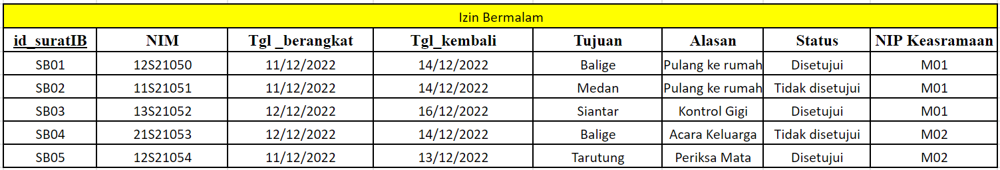 Izin Bermalam
id_suratIB NIM Tgl _berangkat Tgl_kembali Tujuan Alasan Status NIP Keasramaan
SB01 12S21050 11/12/2022 14/12/2022 Balige Pulang ke rumah Disetujui M01
SB02 11S21051 11/12/2022 14/12/2022 Medan Pulang ke rumah Tidak disetujui M01
SB03 13S21052 12/12/2022 16/12/2022 Siantar Kontrol Gigi Disetujui M01
SB04 21S21053 12/12/2022 14/12/2022 Balige Acara Keluarga Tidak disetujui M02
SB05 12S21054 11/12/2022 13/12/2022 Tarutung Periksa Mata Disetujui M02